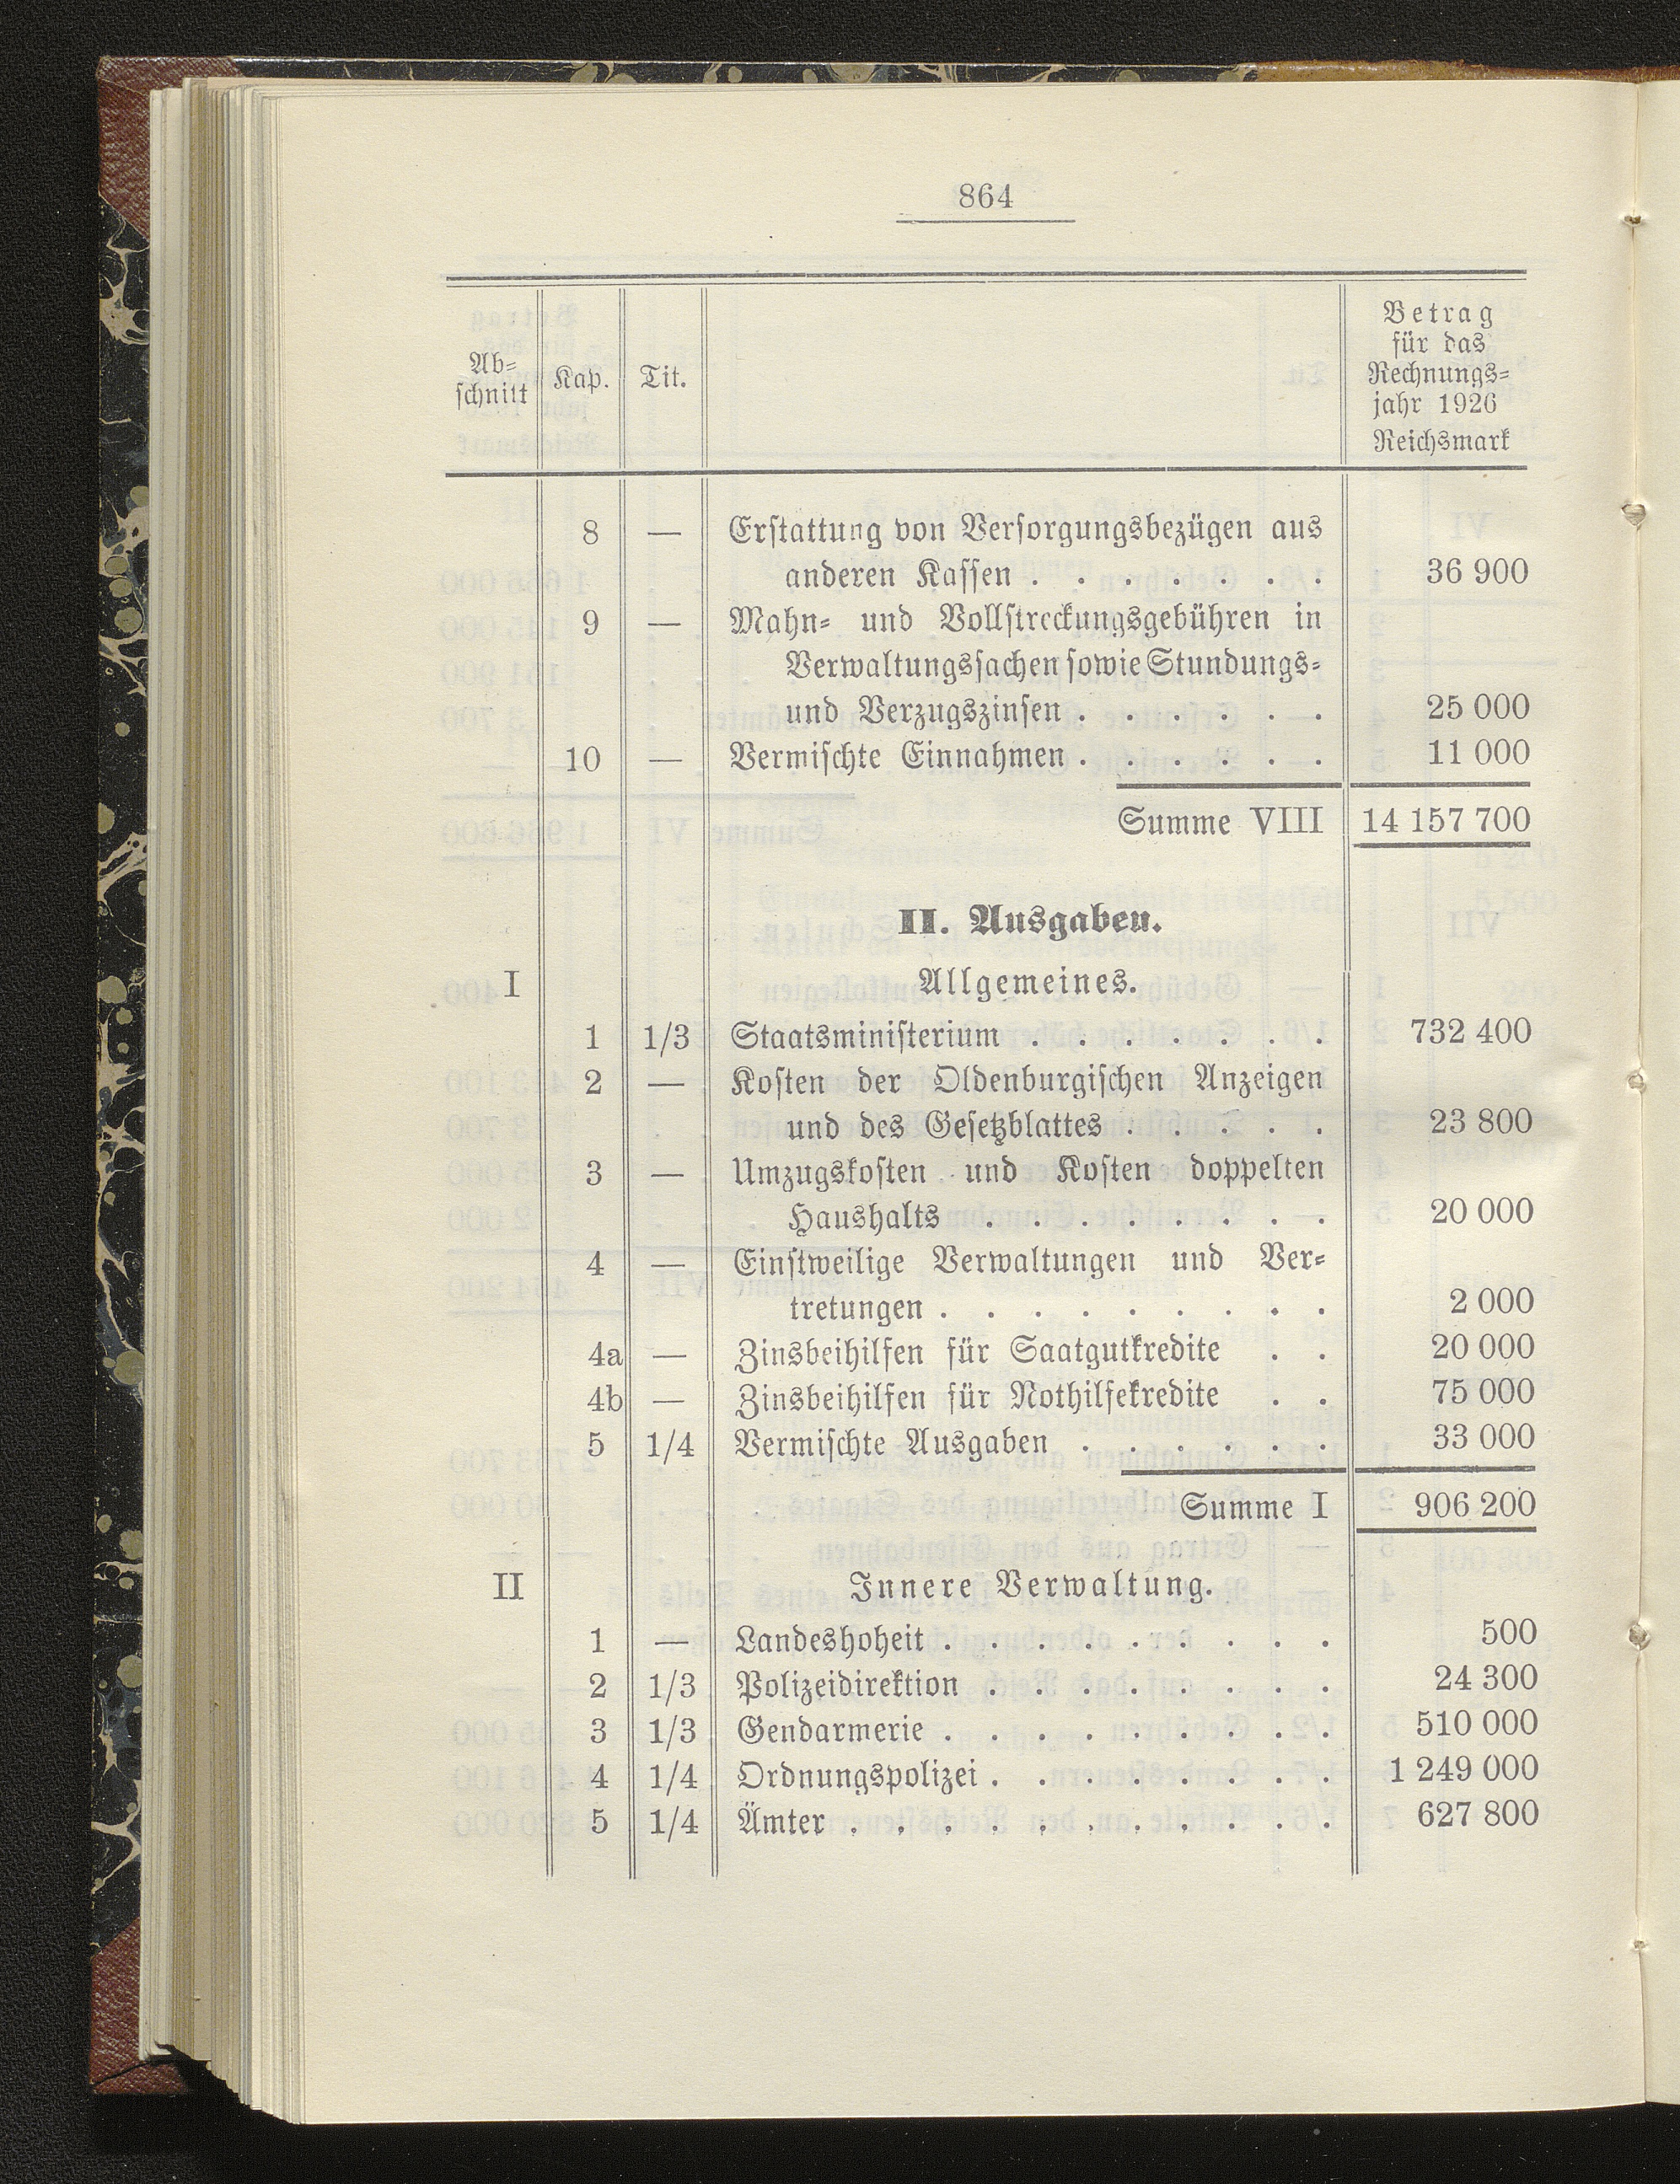 864
Ab-
schnitt Kap. Tit. Betrag
für das
Rechnungs-
jahr 1926
Reichsmark
8 — Erstattung von Versorgungsbezügen aus
anderen Kassen . . . . . . . 36 900
9 — Mahn- und Vollstreckungsgebühren in
Verwaltungssachen sowie Stundungs-
und Verzugszinsen . . . . . . 25 000
10 — Vermischte Einnahmen . . . . . . 11 000
Summe VIII 14 157 700
II. Ausgaben.
I Allgemeines.
1 1/3 Staatsministerium . . . . . . . 732 400
2 — Kosten der Oldenburgischen Anzeigen
und des Gesetzblattes . . . . . 23 800
3 — Umzugskosten und Kosten doppelten
Haushalts . . . . . . . . 20 000
4 — Einstweilige Verwaltungen und Ver-
tretungen . . . . . . . . . 2 000
4a — Zinsbeihilfen für Saatgutkredite . . 20 000
4b — Zinsbeihilfen für Nothilfekredite . . 75 000
5 1/4 Vermischte Ausgaben . . . . . . 33 000
Summe I 906 200
II Innere Verwaltung.
1 — Landeshoheit . . . . . . . . . 500
2 1/3 Polizeidirektion . . . . . . . . 24 300
3 1/3 Gendarmerie . . . . . . . . . 510 000
4 1/4 Ordnungspolizei . . . . . . . . 1 249 000
5 1/4 Ämter . . . . . . . . . . . 627 800